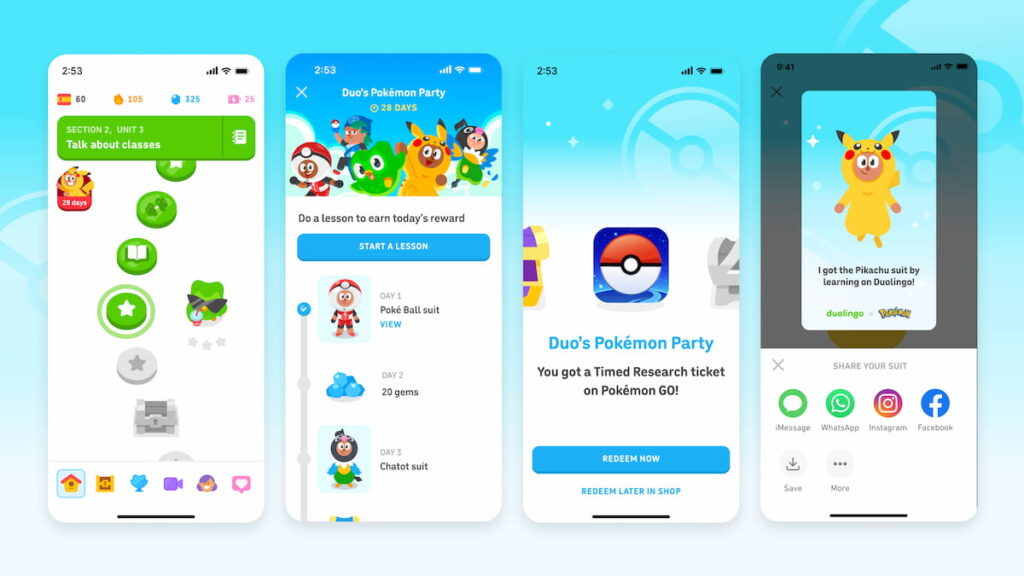 2:53
60
105
325
25
SECTION 2, UNIT 3
Talk about classes
28 days
2:53
Duo's Pokémon Party
28 DAYS
Do a lesson to earn today's reward
START A LESSON
DAY 1
Poké Ball suit
VIEW
DAY 2
20 gems
DAY 3
Chatot suit
2:53
Duo's Pokémon Party
You got a Timed Research ticket
on Pokémon GO!
REDEEM NOW
REDEEM LATER IN SHOP
9:41
I got the Pikachu suit by
learning on Duolingo!
duolingo × Pokémon
SHARE YOUR SUIT
iMessage
WhatsApp
Instagram
Facebook
Save
More